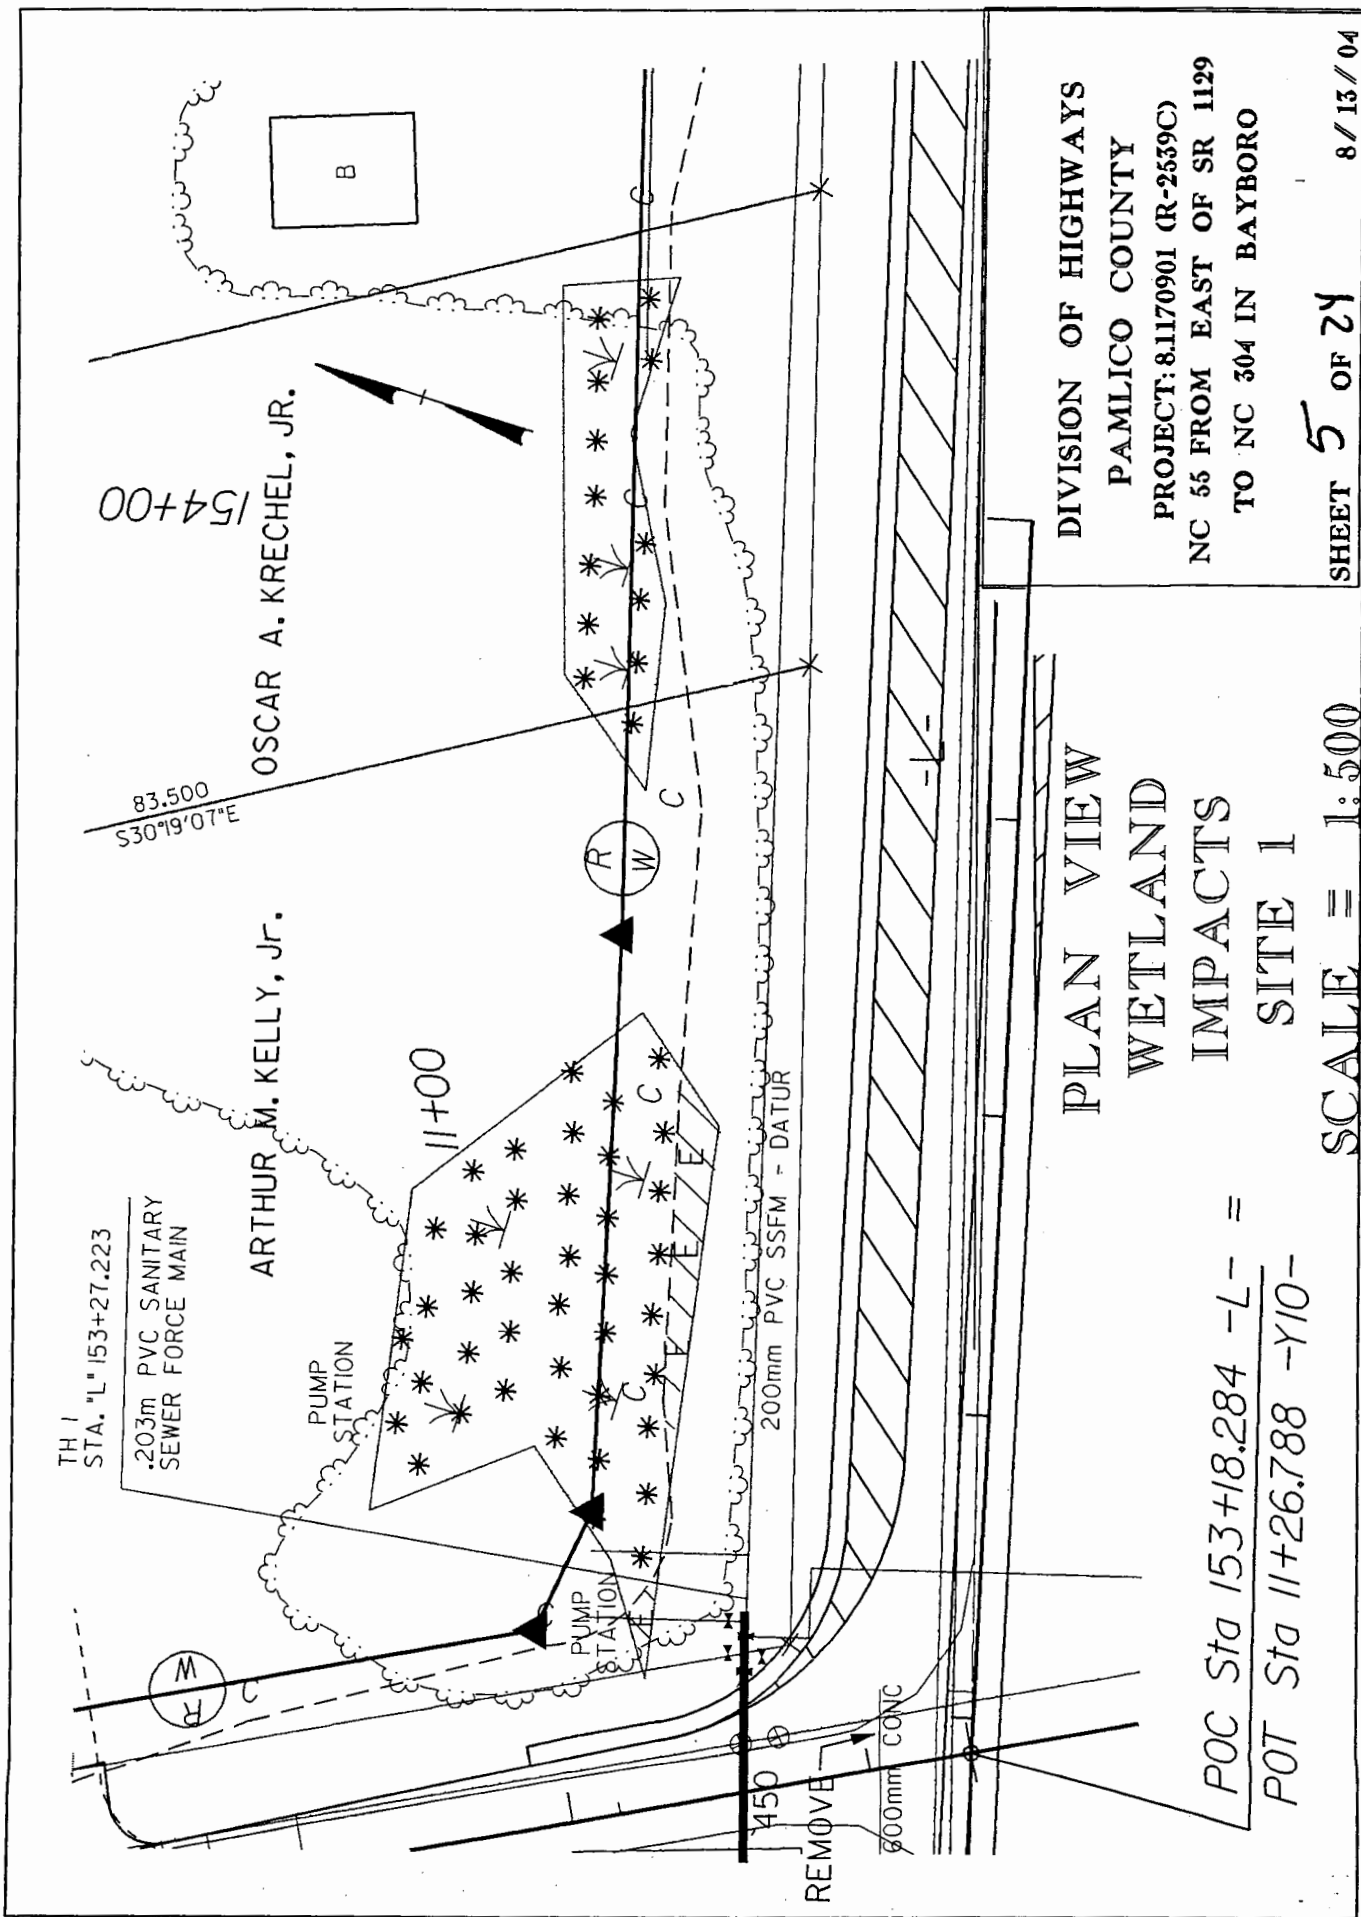 TH 1
STA. "L" 153+27.223
.203m PVC SANITARY
SEWER FORCE MAIN
PUMP
STATION
ARTHUR M. KELLY, Jr.
83.500
S30°19'07"E
OSCAR A. KRECHEL, JR.
154+00
11+00
B
R
W
R
W
C
C
C
C
C
C
C
E
E
PUMP
STATION
200mm PVC SSFM - DATUR
450
REMOVE
600mm CONC
-L-
POC Sta 153+18.284 -L- =
POT Sta 11+26.788 -Y10-
PLAN VIEW
WETLAND
IMPACTS
SITE 1
SCALE = 1:500
DIVISION OF HIGHWAYS
PAMLICO COUNTY
PROJECT: 8.1170901 (R-2539C)
NC 55 FROM EAST OF SR 1129
TO NC 304 IN BAYBORO
SHEET 5 OF 24
8/13/04